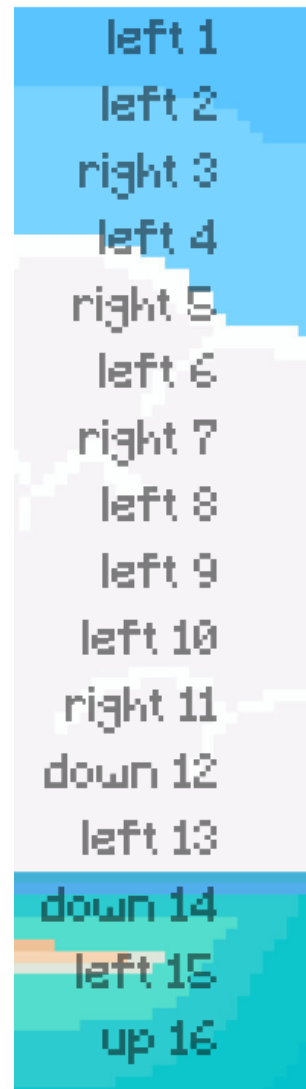 left 1
left 2
right 3
left 4
right 5
left 6
right 7
left 8
left 9
left 10
right 11
down 12
left 13
down 14
left 15
up 16